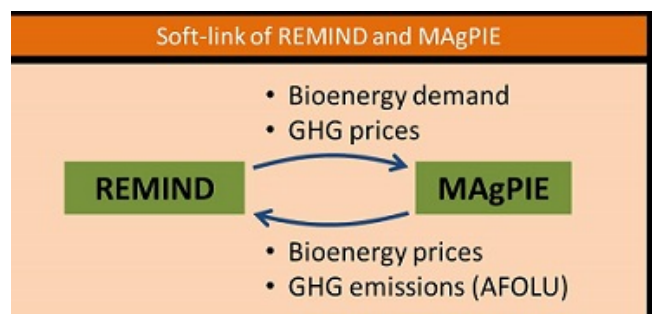 Soft-link of REMIND and MAgPIE
• Bioenergy demand
• GHG prices
REMIND
MAgPIE
• Bioenergy prices
• GHG emissions (AFOLU)